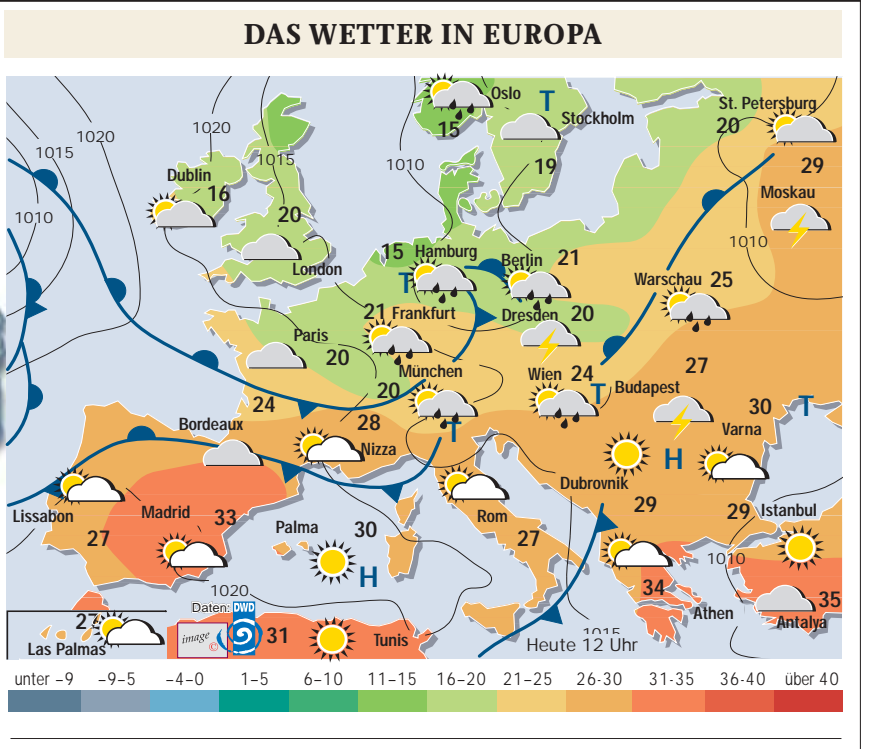 DAS WETTER IN EUROPA
Oslo
T
St. Petersburg
15
Stockholm
20
1020
1020
1015
1015
1010
19
29
Dublin
16
Moskau
1010
20
1010
London
15
Hamburg
Berlin
21
T
Warschau
25
21
Frankfurt
Dresden
20
Paris
20
München
Wien
24
T
Budapest
27
20
24
30
T
Bordeaux
28
Nizza
T
Varna
H
Dubrovnik
Lissabon
Madrid
33
Palma
30
Rom
29
29
Istanbul
27
27
H
1010
1020
34
35
Daten: DWD
Athen
Antalya
27
image
©
31
Tunis
1015
Heute 12 Uhr
Las Palmas
unter –9
–9–5
–4–0
1–5
6–10
11–15
16–20
21–25
26-30
31-35
36-40
über 40